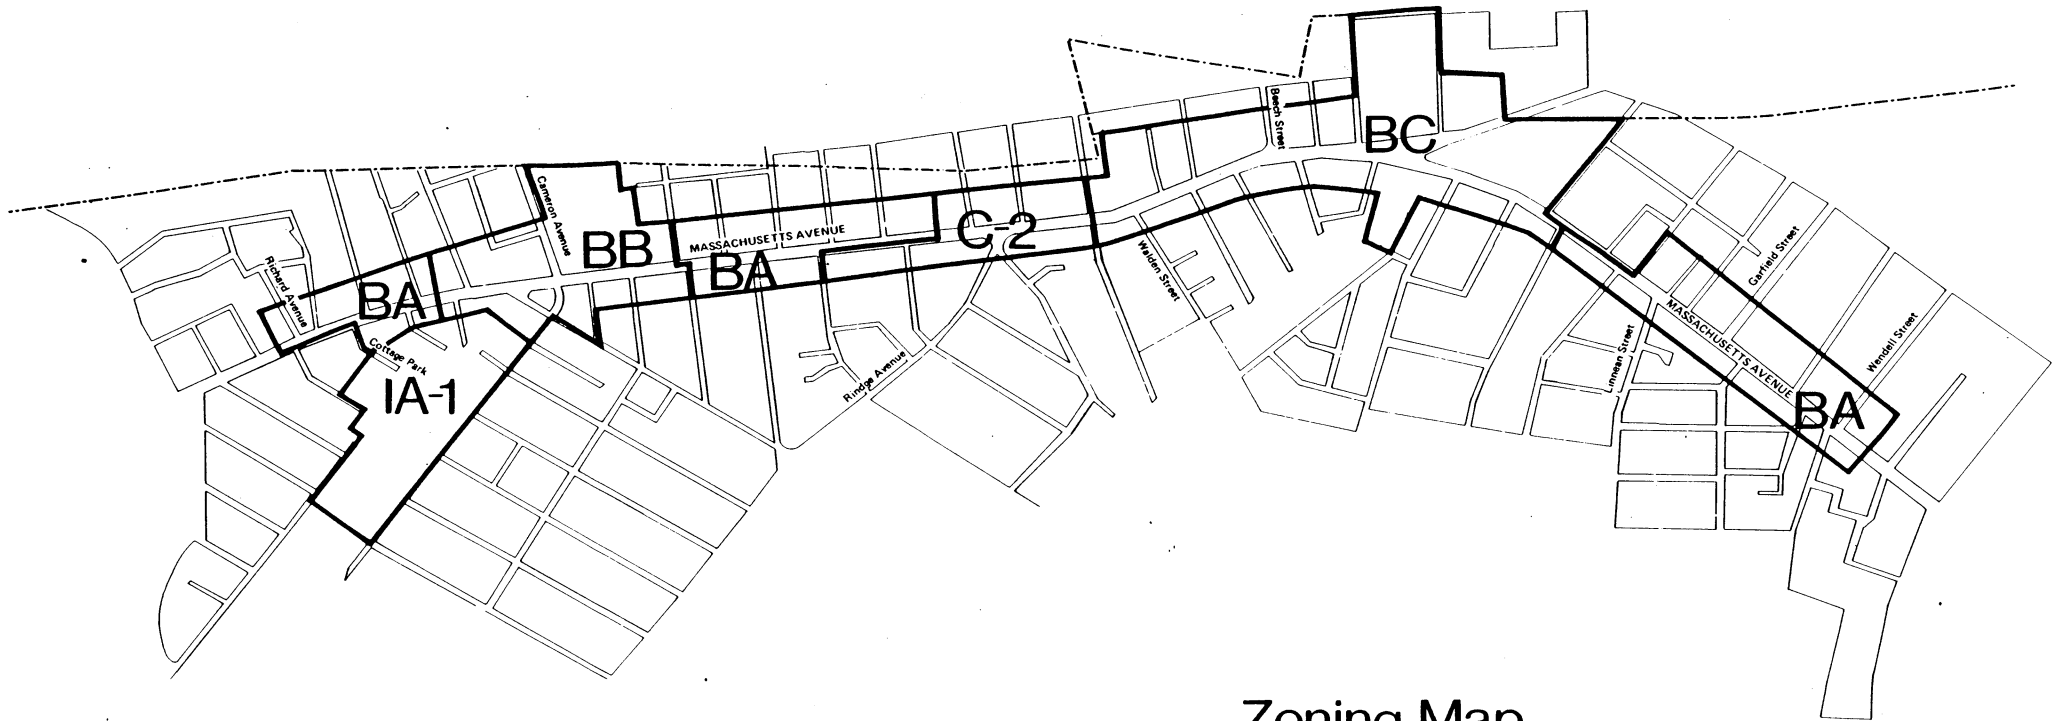 Beech Street
BC
Cameron Avenue
BB
MASSACHUSETTS AVENUE
BA
C-2
Richard Avenue
BA
Cottage Park
IA-1
Rindge Avenue
Walden Street
Garfield Street
MASSACHUSETTS AVENUE
Linnean Street
Wendell Street
BA
Zoning Map